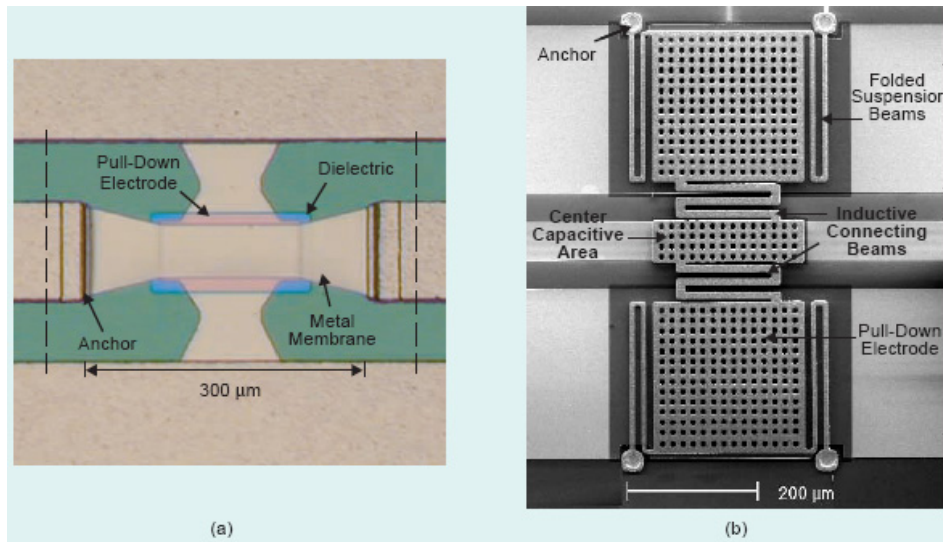 Pull-Down
Electrode
Dielectric
Anchor
Metal
Membrane
300 μm
(a)
Anchor
Folded
Suspension
Beams
Center
Capacitive
Area
Inductive
Connecting
Beams
Pull-Down
Electrode
200 μm
(b)